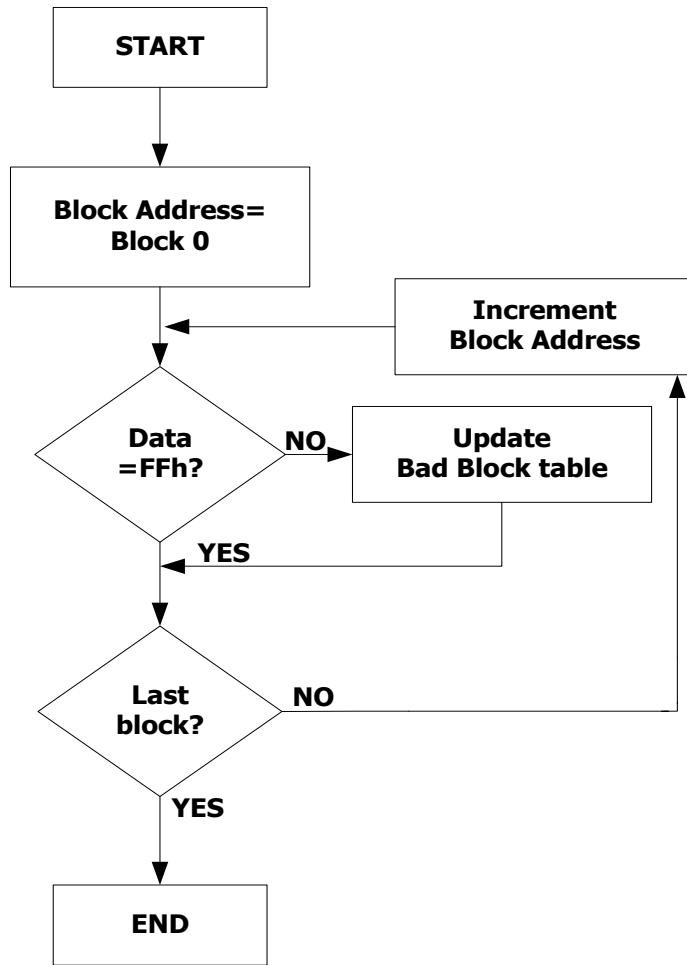 START
Block Address=
Block 0
Increment
Block Address
Data
=FFh?
NO
Update
Bad Block table
YES
Last
block?
NO
YES
END